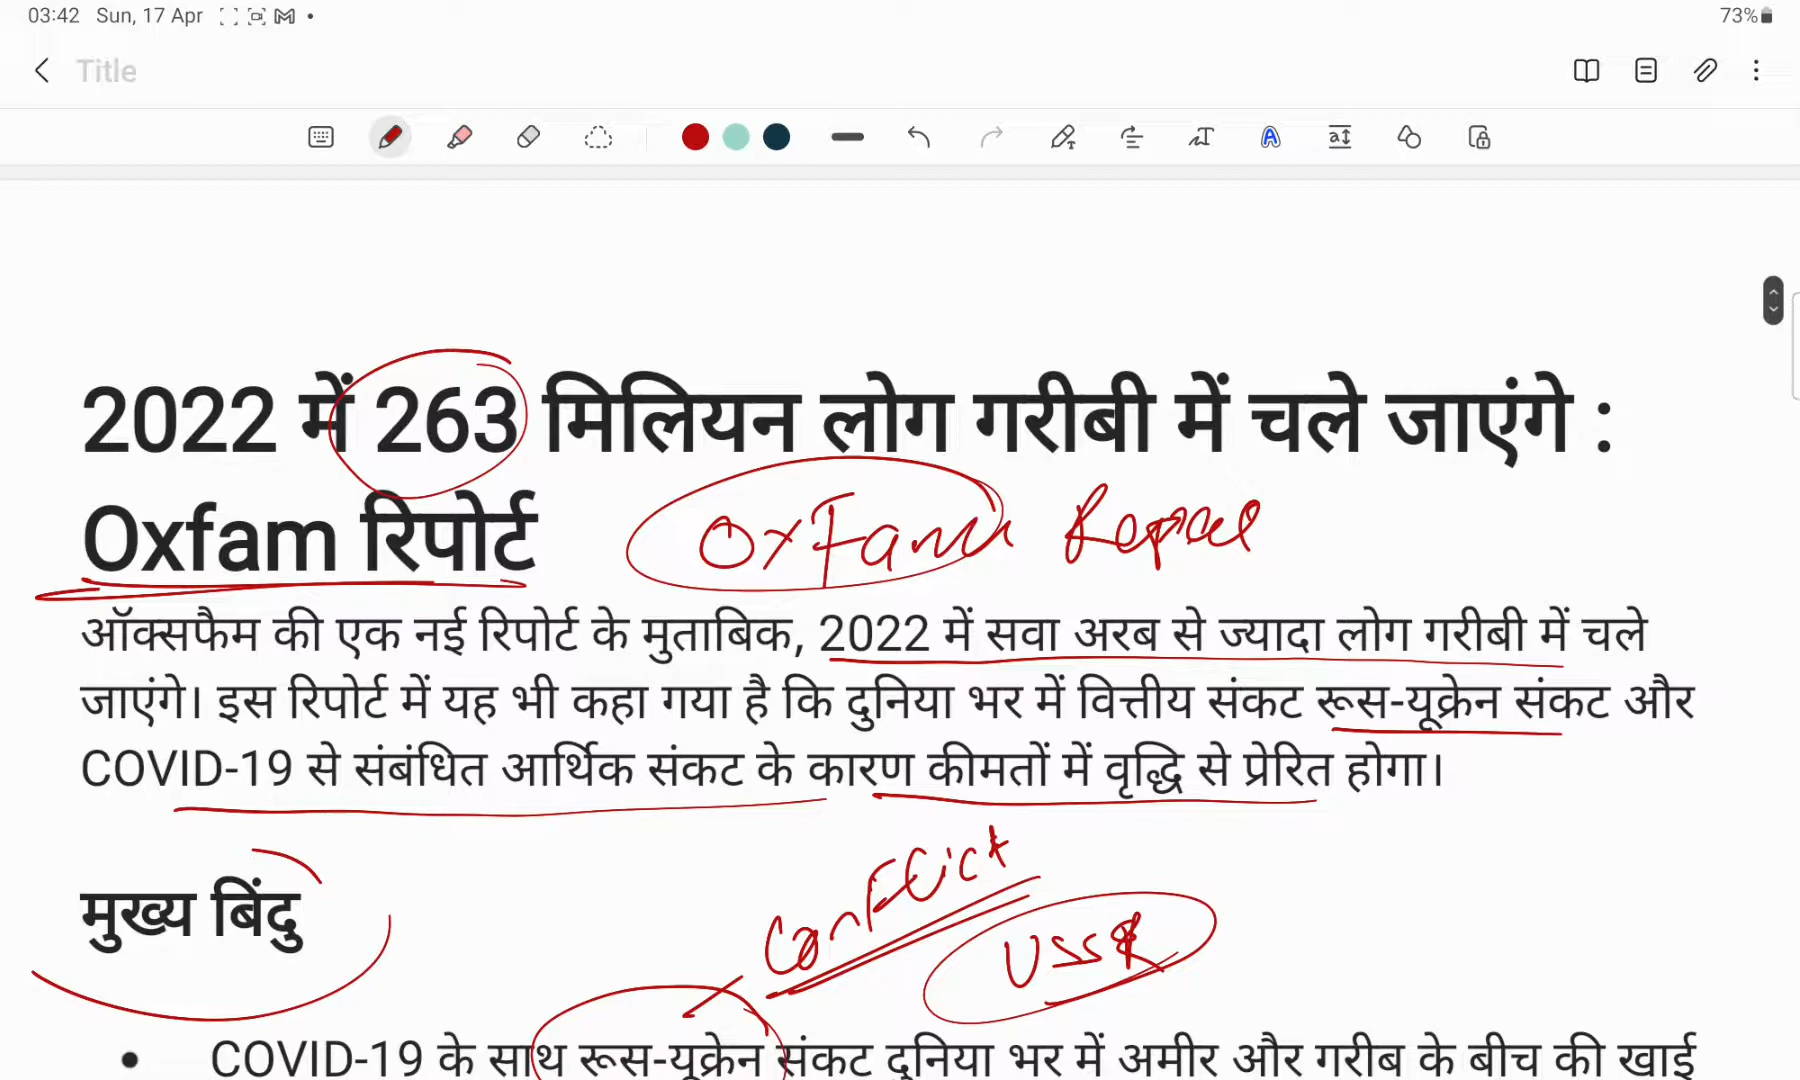 03:42 Sun, 17 Apr
73%
Title
2022 में 263 मिलियन लोग गरीबी में चले जाएंगे :
Oxfam रिपोर्ट
OxFam
ऑक्सफैम की एक नई रिपोर्ट के मुताबिक, 2022 में सवा अरब से ज्यादा लोग गरीबी में चले
जाएंगे। इस रिपोर्ट में यह भी कहा गया है कि दुनिया भर में वित्तीय संकट रूस-यूक्रेन संकट और
COVID-19 से संबंधित आर्थिक संकट के कारण कीमतों में वृद्धि से प्रेरित होगा।
Conflict
मुख्य बिंदु
USSR
COVID-19 के साथ रूस-यूक्रेन संकट दुनिया भर में अमीर और गरीब के बीच की खाई